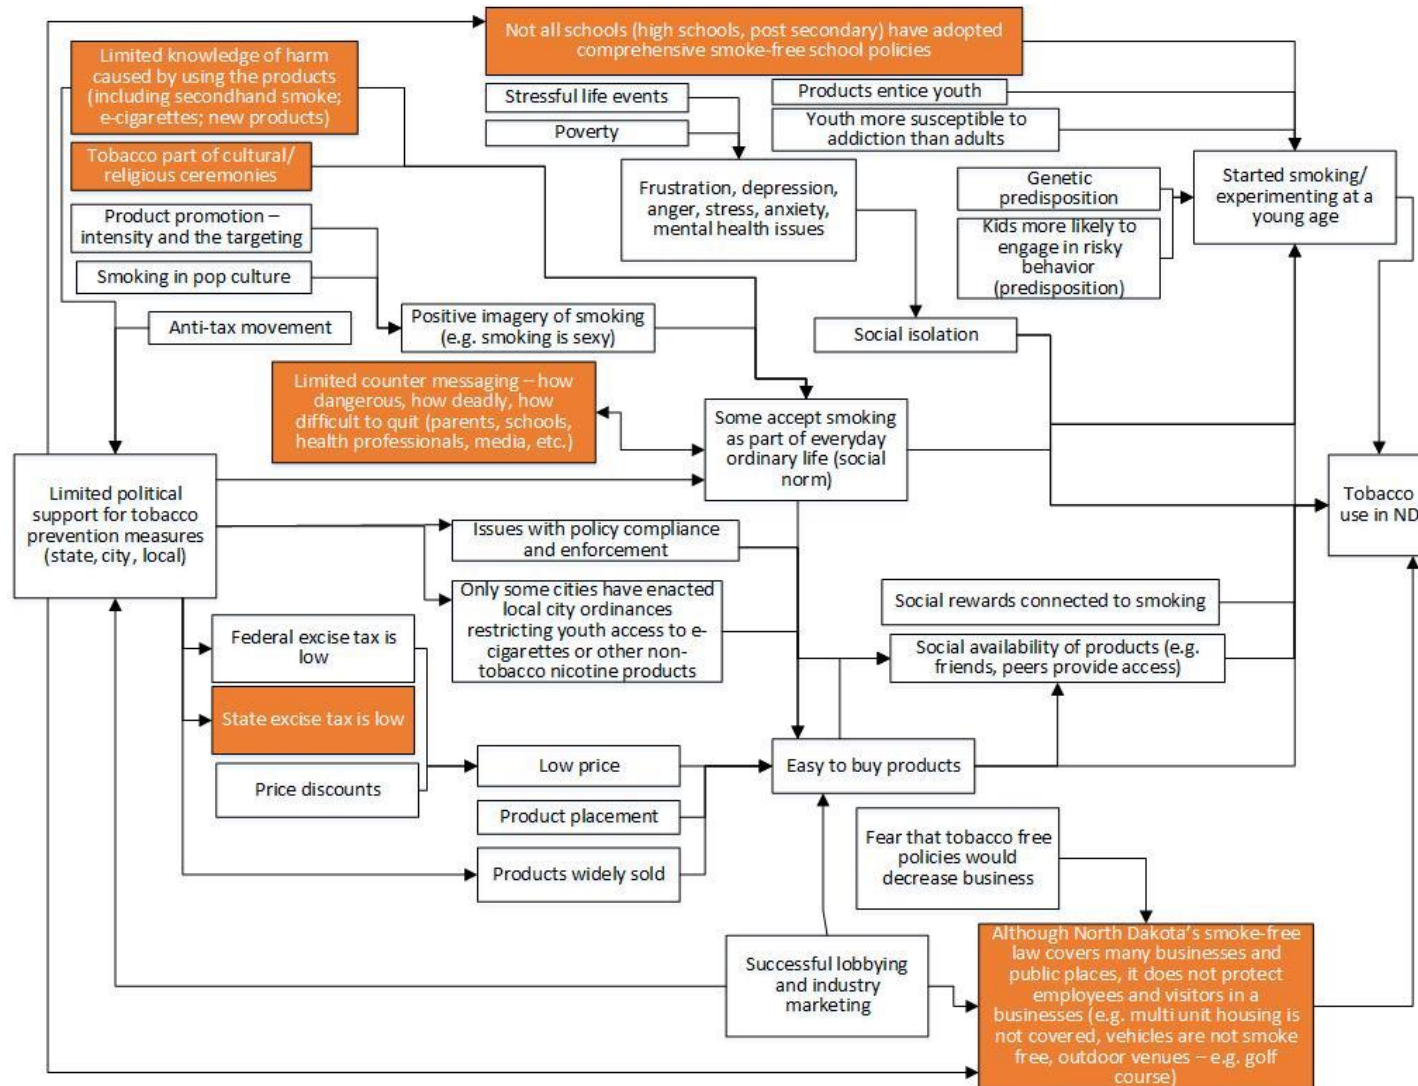 Not all schools (high schools, post secondary) have adopted
comprehensive smoke-free school policies
Limited knowledge of harm
caused by using the products
(including secondhand smoke;
e-cigarettes; new products)
Stressful life events
Products entice youth
Poverty
Youth more susceptible to
addiction than adults
Tobacco part of cultural/
religious ceremonies
Frustration, depression,
anger, stress, anxiety,
mental health issues
Genetic
predisposition
Started smoking/
experimenting at a
young age
Product promotion –
intensity and the targeting
Kids more likely to
engage in risky
behavior
(predisposition)
Smoking in pop culture
Anti-tax movement
Positive imagery of smoking
(e.g. smoking is sexy)
Social isolation
Limited counter messaging – how
dangerous, how deadly, how
difficult to quit (parents, schools,
health professionals, media, etc.)
Some accept smoking
as part of everyday
ordinary life (social
norm)
Limited political
support for tobacco
prevention measures
(state, city, local)
Tobacco
use in ND
Issues with policy compliance
and enforcement
Only some cities have enacted
local city ordinances
restricting youth access to e-
cigarettes or other non-
tobacco nicotine products
Social rewards connected to smoking
Federal excise tax is
low
Social availability of products (e.g.
friends, peers provide access)
State excise tax is low
Price discounts
Low price
Easy to buy products
Product placement
Fear that tobacco free
policies would
decrease business
Products widely sold
Successful lobbying
and industry
marketing
Although North Dakota's smoke-free
law covers many businesses and
public places, it does not protect
employees and visitors in a
businesses (e.g. multi unit housing is
not covered, vehicles are not smoke
free, outdoor venues – e.g. golf
course)